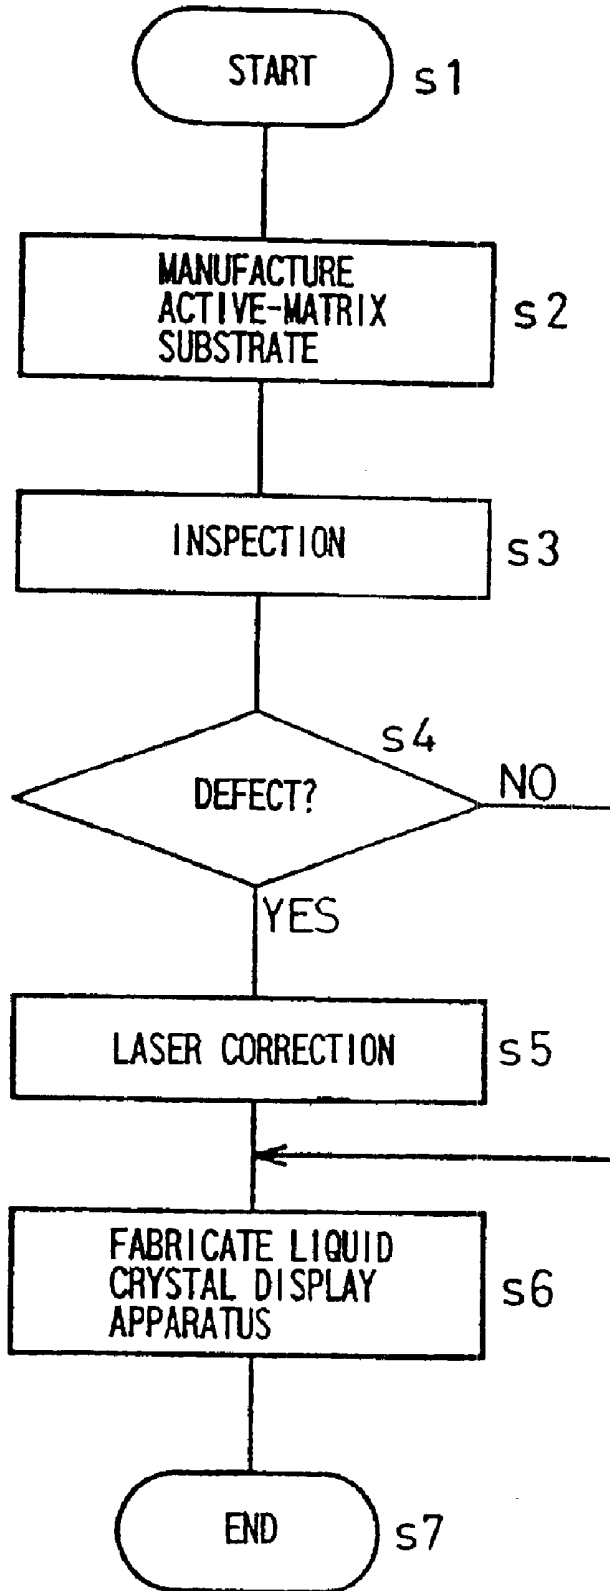 START s1
MANUFACTURE
ACTIVE-MATRIX s2
SUBSTRATE
INSPECTION s3
s4
DEFECT? NO
YES
LASER CORRECTION s5
FABRICATE LIQUID
CRYSTAL DISPLAY s6
APPARATUS
END s7